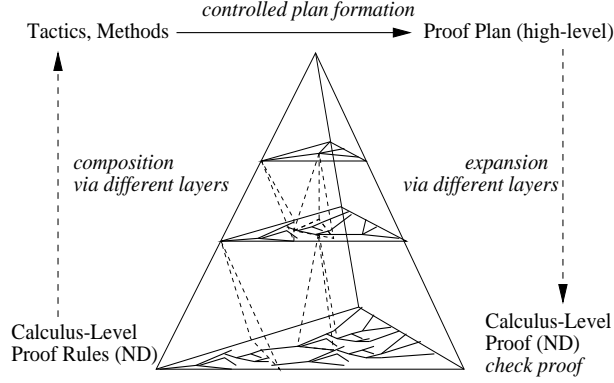 controlled plan formation
Tactics, Methods
Proof Plan (high-level)
composition
via different layers
expansion
via different layers
Calculus-Level
Proof Rules (ND)
Calculus-Level
Proof (ND)
check proof